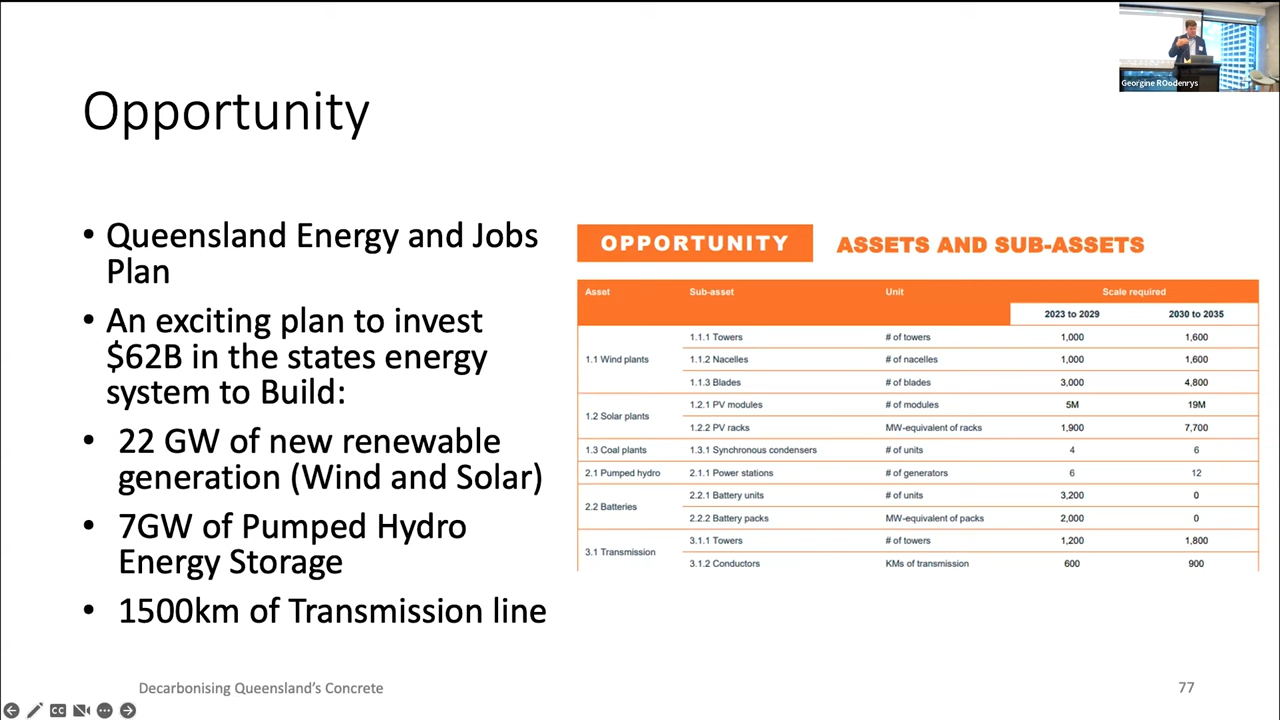 Georgine ROodenrys
Opportunity
• Queensland Energy and Jobs
Plan
• An exciting plan to invest
$62B in the states energy
system to Build:
• 22 GW of new renewable
generation (Wind and Solar)
• 7GW of Pumped Hydro
Energy Storage
• 1500km of Transmission line
OPPORTUNITY ASSETS AND SUB-ASSETS
Asset Sub-asset Unit Scale required
2023 to 2029 2030 to 2035
1.1 Wind plants 1.1.1 Towers # of towers 1,000 1,600
1.1.2 Nacelles # of nacelles 1,000 1,600
1.1.3 Blades # of blades 3,000 4,800
1.2 Solar plants 1.2.1 PV modules # of modules 5M 19M
1.2.2 PV racks MW-equivalent of racks 1,900 7,700
1.3 Coal plants 1.3.1 Synchronous condensers # of units 4 6
2.1 Pumped hydro 2.1.1 Power stations # of generators 6 12
2.2 Batteries 2.2.1 Battery units # of units 3,200 0
2.2.2 Battery packs MW-equivalent of packs 2,000 0
3.1 Transmission 3.1.1 Towers # of towers 1,200 1,800
3.1.2 Conductors KMs of transmission 600 900
Decarbonising Queensland's Concrete 77
CC